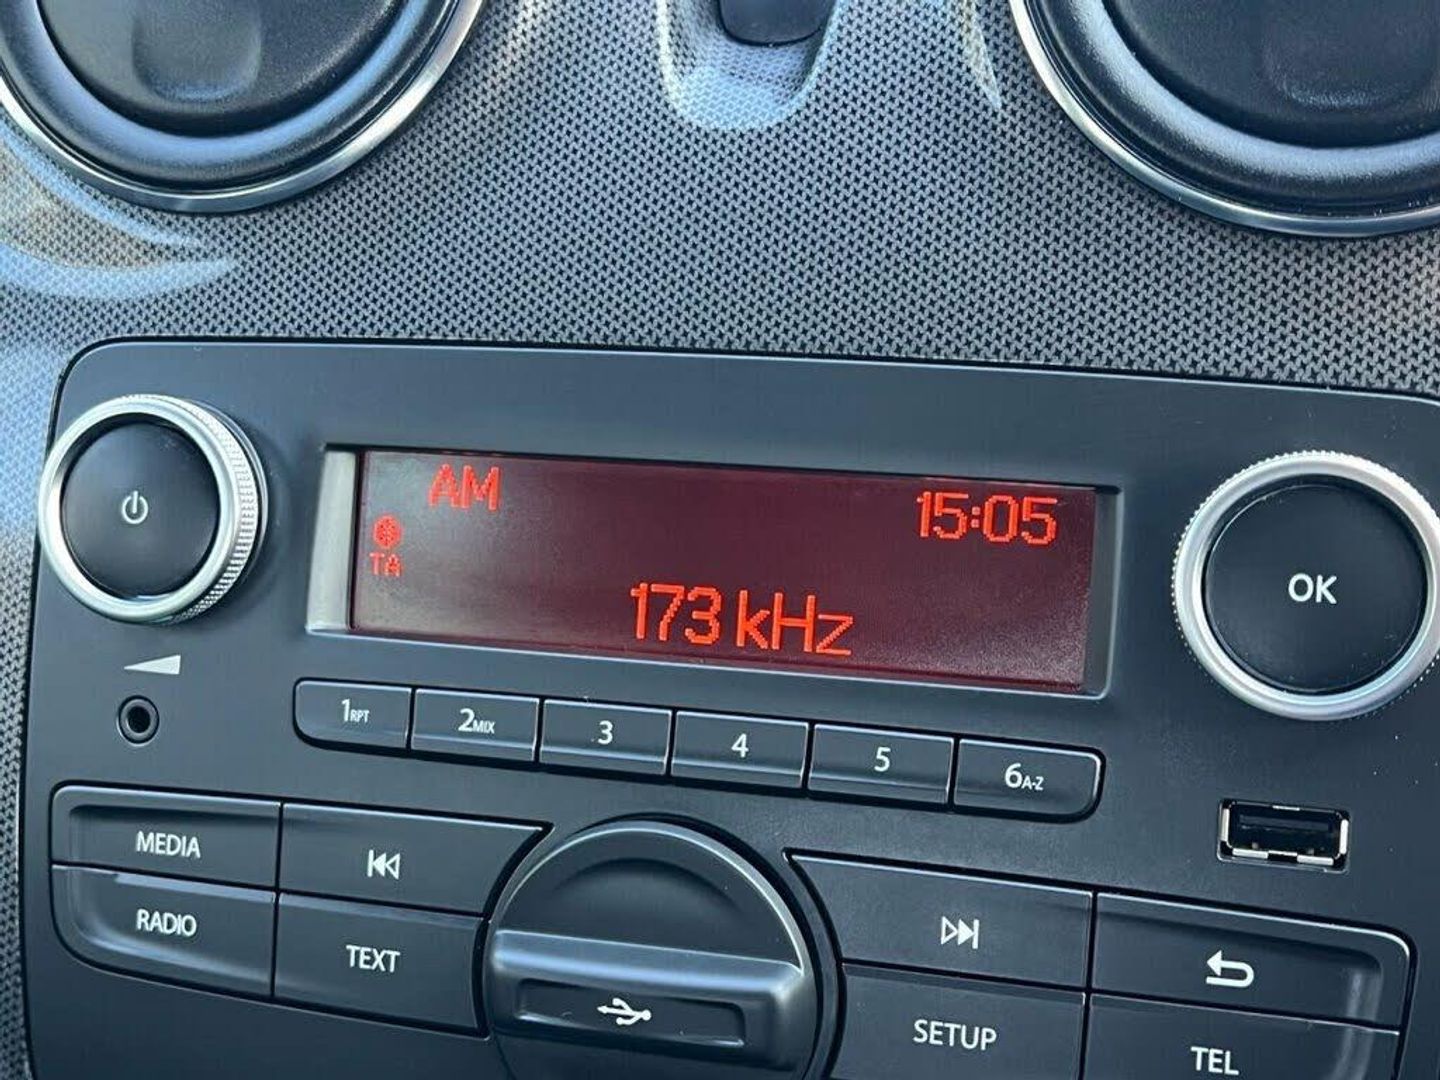 AM
15:05
TA
173 kHz
1RPT
2MIX
3
4
5
6A-Z
OK
MEDIA
RADIO
TEXT
SETUP
TEL